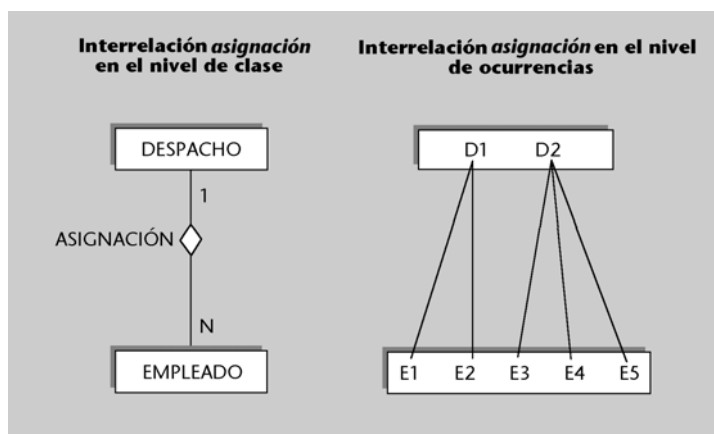 Interrelación asignación
en el nivel de clase
DESPACHO
1
ASIGNACIÓN
N
EMPLEADO
Interrelación asignación en el nivel
de ocurrencias
D1 D2
E1 E2 E3 E4 E5